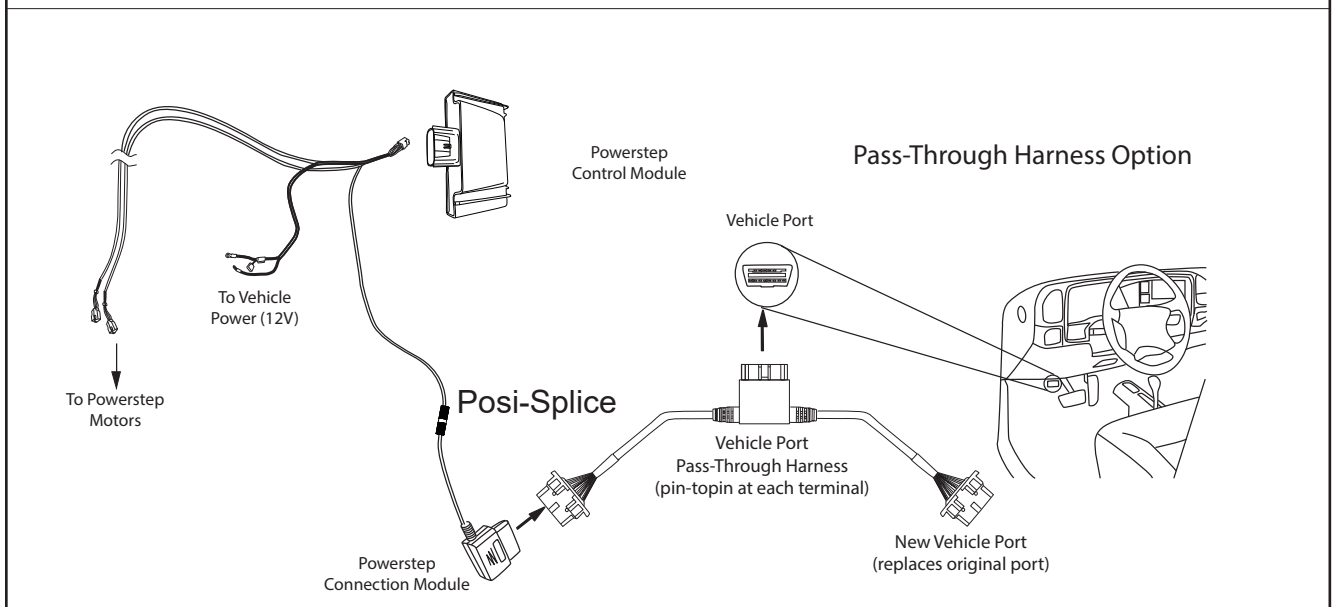 Powerstep
Control Module
Pass-Through Harness Option
Vehicle Port
To Vehicle
Power (12V)
To Powerstep
Motors
Posi-Splice
Vehicle Port
Pass-Through Harness
(pin-topin at each terminal)
New Vehicle Port
(replaces original port)
Powerstep
Connection Module